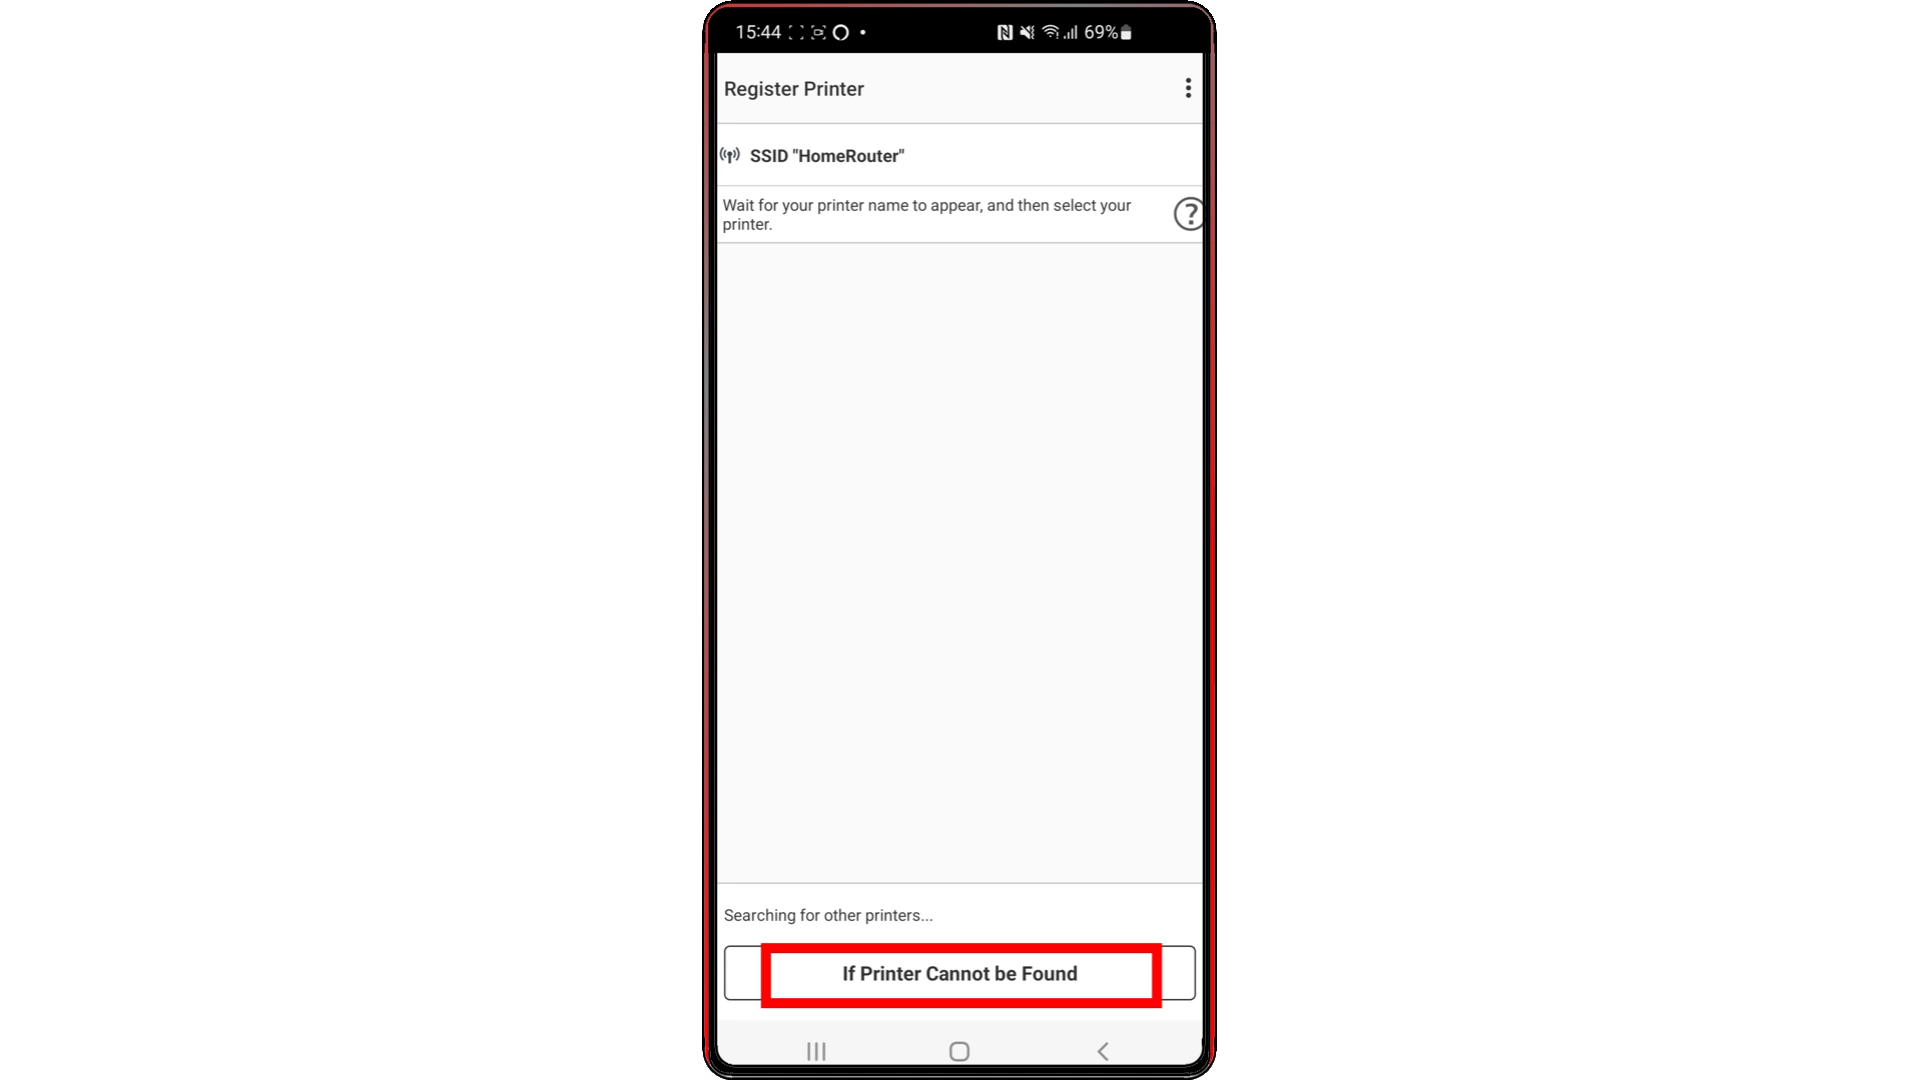 15:44
69%
Register Printer
SSID "HomeRouter"
Wait for your printer name to appear, and then select your
printer.
?
Searching for other printers...
If Printer Cannot be Found